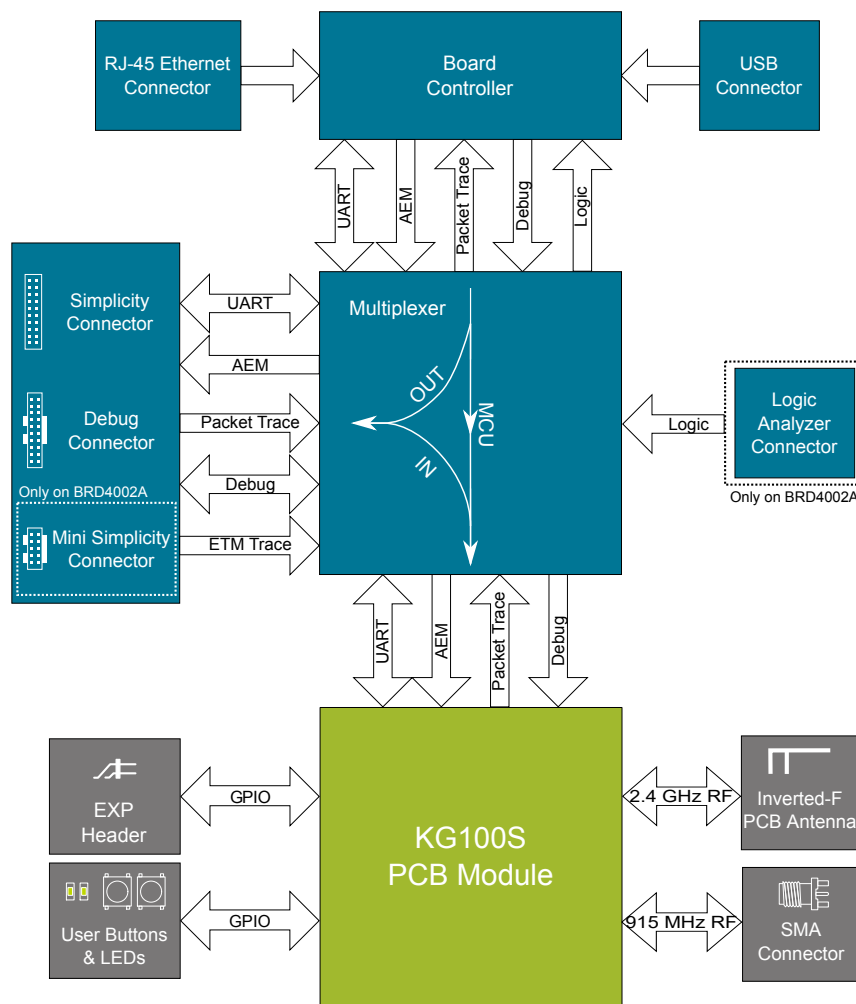 RJ-45 Ethernet
Connector
Board
Controller
USB
Connector
UART
AEM
Packet Trace
Debug
Logic
Simplicity
Connector
Debug
Connector
Only on BRD4002A
Mini Simplicity
Connector
UART
AEM
Packet Trace
Debug
ETM Trace
Multiplexer
OUT
MCU
IN
Logic
Logic
Analyzer
Connector
Only on BRD4002A
UART
AEM
Packet Trace
Debug
EXP
Header
GPIO
User Buttons
& LEDs
GPIO
KG100S
PCB Module
2.4 GHz RF
Inverted-F
PCB Antenna
915 MHz RF
SMA
Connector